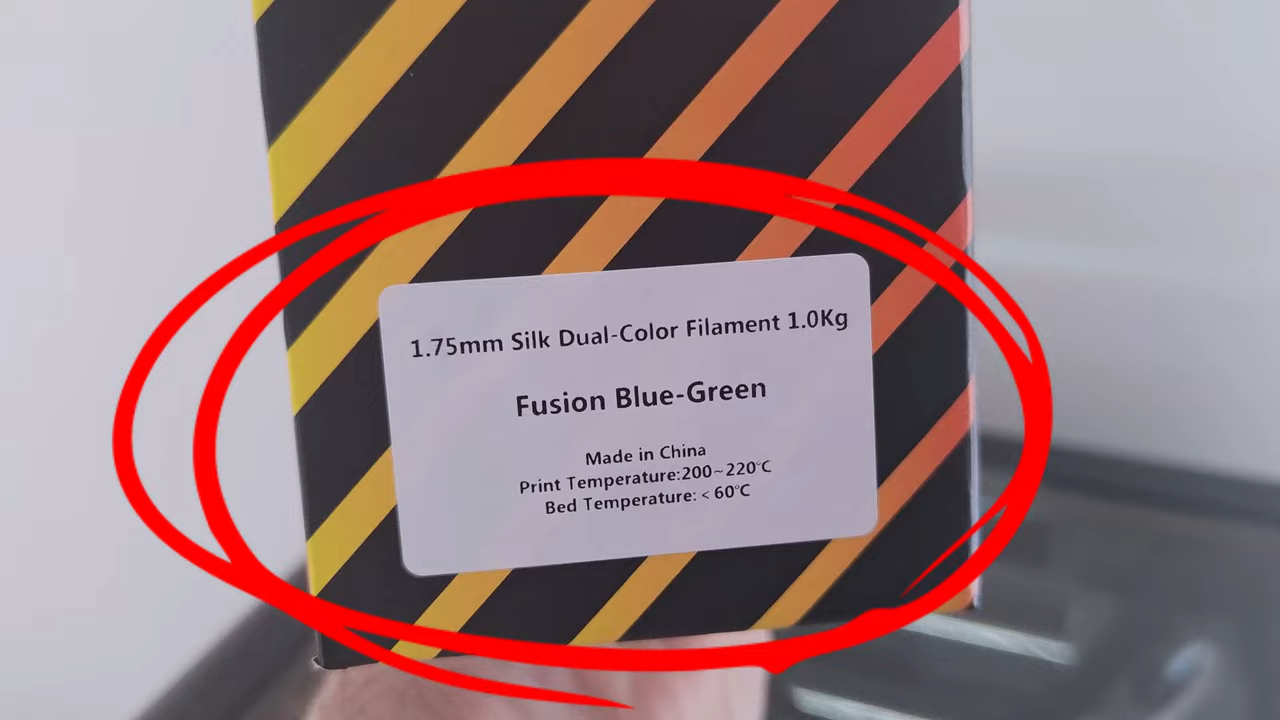 1.75mm Silk Dual-Color Filament 1.0Kg
Fusion Blue-Green
Made in China
Print Temperature:200~220℃
Bed Temperature: < 60℃